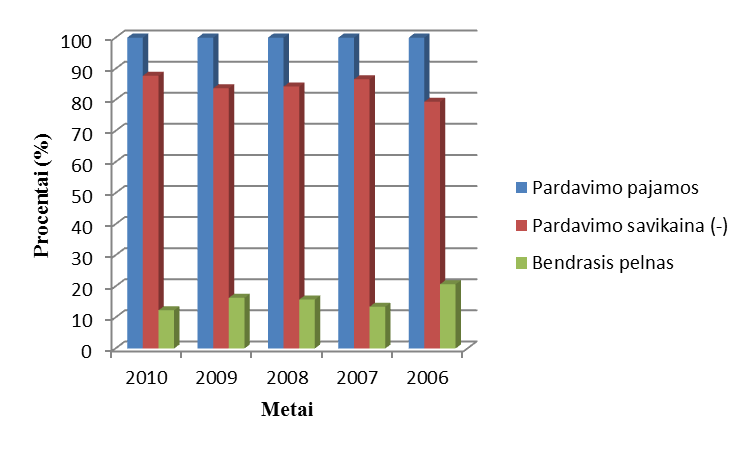 Procentai (%)
100
90
80
70
60
50
40
30
20
10
0
2010 2009 2008 2007 2006
Metai
Pardavimo pajamos
Pardavimo savikaina (-)
Bendrasis pelnas